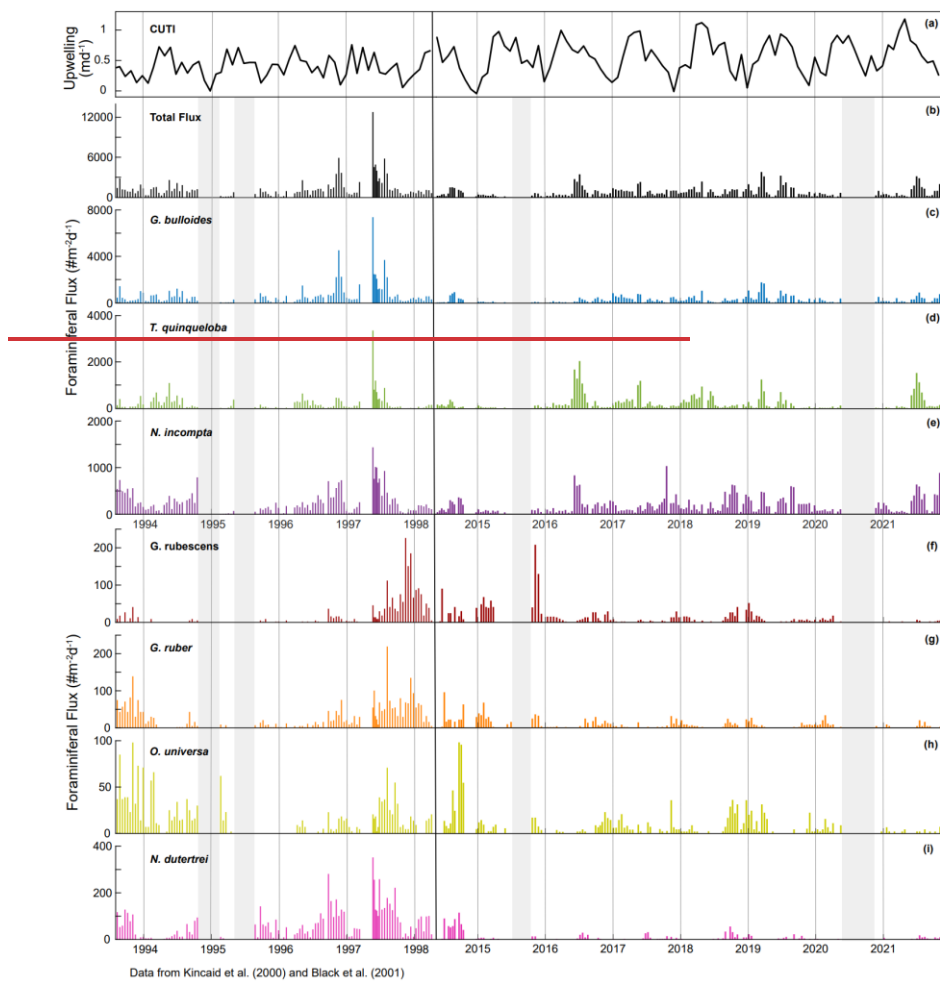 CUTI
(a)
Upwelling
(md-1)
1
0.5
0
Total Flux
(b)
12000
6000
0
G. bulloides
(c)
8000
4000
0
Foraminiferal Flux (#m-2d-1)
T. quinqueloba
(d)
4000
2000
0
N. incompta
(e)
2000
1000
0
1994 1995 1996 1997 1998 2015 2016 2017 2018 2019 2020 2021
G. rubescens
(f)
200
100
0
Foraminiferal Flux (#m-2d-1)
G. ruber
(g)
200
100
0
O. universa
(h)
100
50
0
N. dutertrei
(i)
400
200
0
1994 1995 1996 1997 1998 2015 2016 2017 2018 2019 2020 2021
Data from Kincaid et al. (2000) and Black et al. (2001)